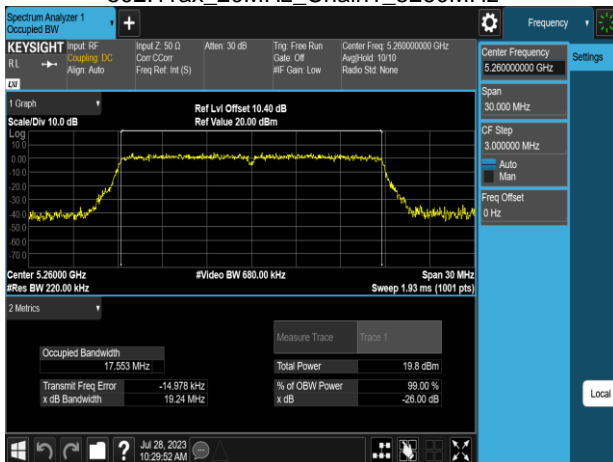 Spectrum Analyzer 1
Occupied BW
+
Frequency
KEYSIGHT
RL
Input: RF
Coupling: DC
Align: Auto
Input Z: 50 Ω
Corr CCorr
Freq Ref: Int (S)
Atten: 30 dB
Trig: Free Run
Gate: Off
#IF Gain: Low
Center Freq: 5.260000000 GHz
Avg|Hold: 10/10
Radio Std: None
LXI
1 Graph
Scale/Div 10.0 dB
Ref Lvl Offset 10.40 dB
Ref Value 20.00 dBm
Log
10.0
0.00
-10.0
-20.0
-30.0
-40.0
-50.0
-60.0
-70.0
Center 5.26000 GHz
#Res BW 220.00 kHz
#Video BW 680.00 kHz
Span 30 MHz
Sweep 1.93 ms (1001 pts)
2 Metrics
Measure Trace
Trace 1
Occupied Bandwidth
17.553 MHz
Total Power
19.8 dBm
Transmit Freq Error
-14.978 kHz
% of OBW Power
99.00 %
x dB Bandwidth
19.24 MHz
x dB
-26.00 dB
Center Frequency
5.260000000 GHz
Settings
Span
30.000 MHz
CF Step
3.000000 MHz
Auto
Man
Freq Offset
0 Hz
Local
?
Jul 28, 2023
10:29:52 AM